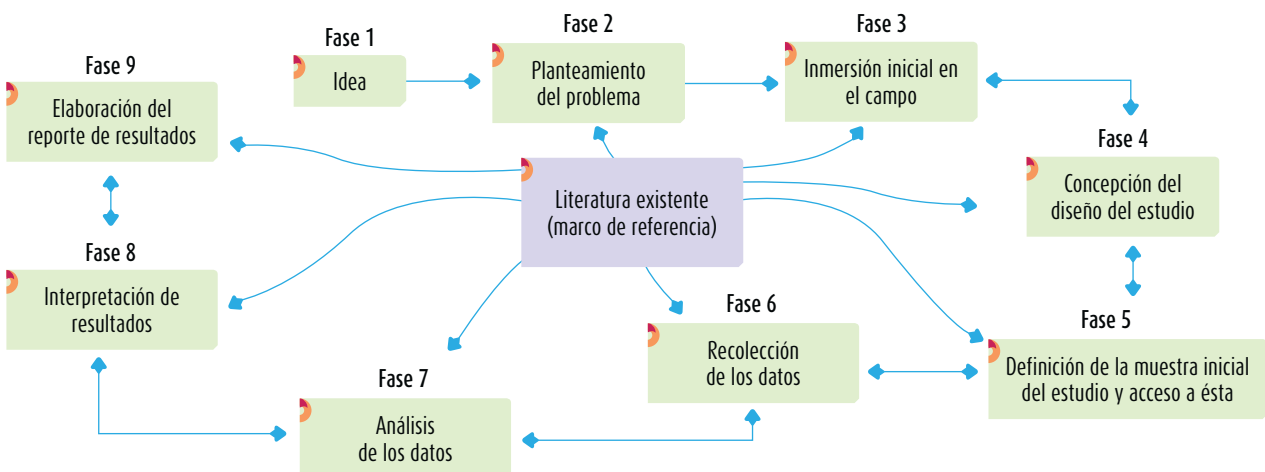 Fase 1
Idea
Fase 2
Planteamiento
del problema
Fase 3
Inmersión inicial en
el campo
Fase 4
Concepción del
diseño del estudio
Fase 5
Definición de la muestra inicial
del estudio y acceso a ésta
Fase 6
Recolección
de los datos
Fase 7
Análisis
de los datos
Fase 8
Interpretación de
resultados
Fase 9
Elaboración del
reporte de resultados
Literatura existente
(marco de referencia)